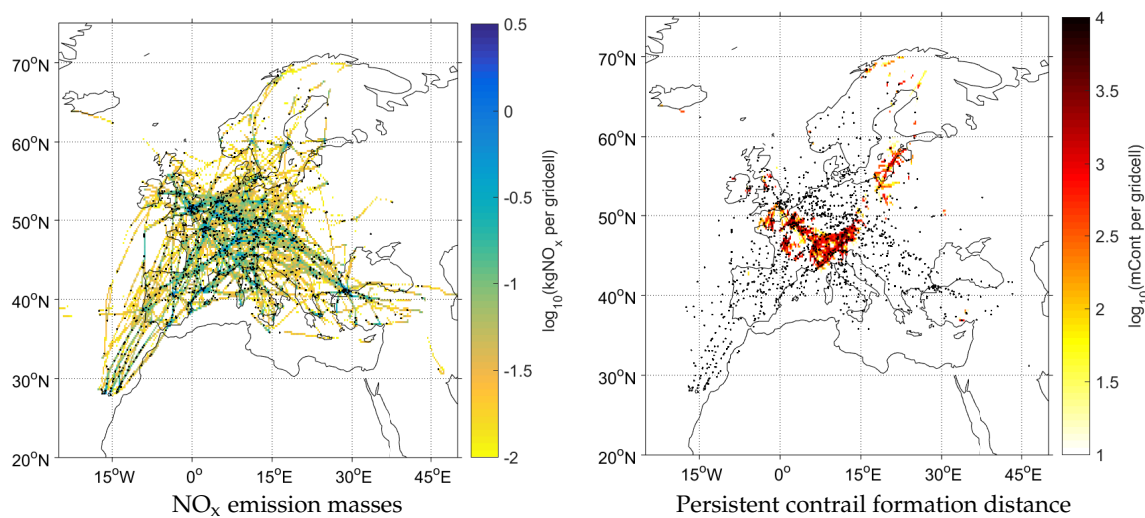 70°N
60°N
50°N
40°N
30°N
20°N
15°W
0°
15°E
30°E
45°E
0.5
0
-0.5
-1
-1.5
-2
log₁₀(kgNOₓ per gridcell)
NOₓ emission masses
70°N
60°N
50°N
40°N
30°N
20°N
15°W
0°
15°E
30°E
45°E
4
3.5
3
2.5
2
1.5
1
log₁₀(mCont per gridcell)
Persistent contrail formation distance